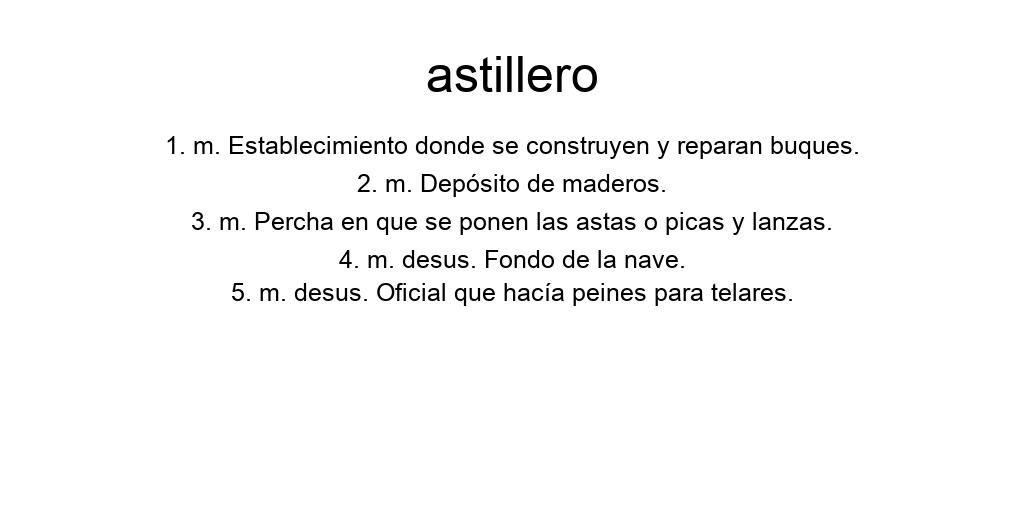 astillero
1. m. Establecimiento donde se construyen y reparan buques.
2. m. Depósito de maderos.
3. m. Percha en que se ponen las astas o picas y lanzas.
4. m. desus. Fondo de la nave.
5. m. desus. Oficial que hacía peines para telares.